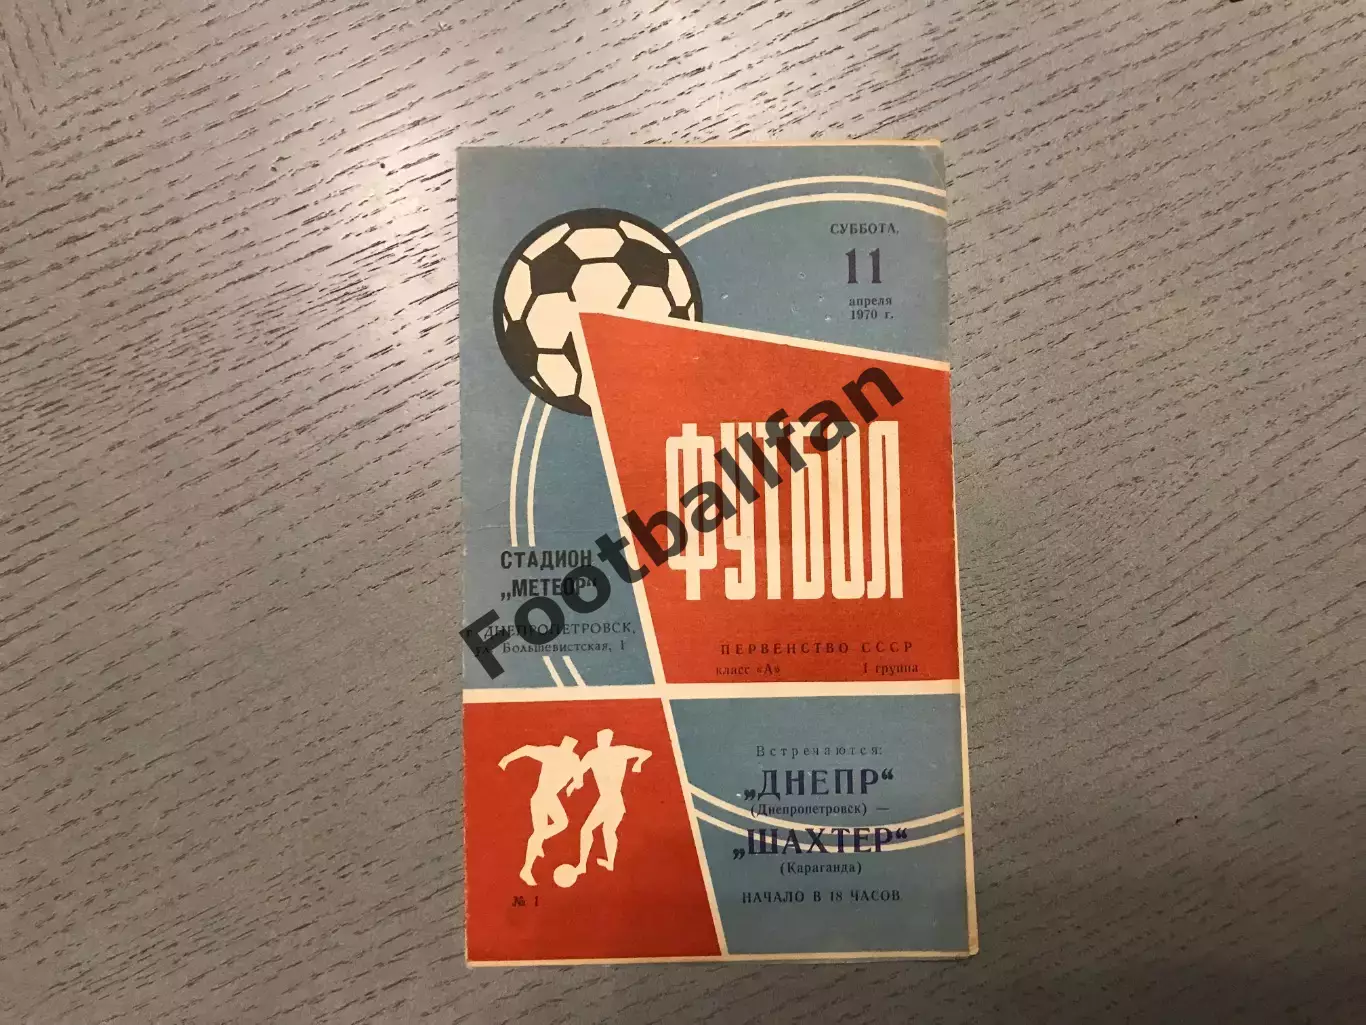 СУББОТА,
11
апреля
1970 г.
ФУТБОЛ
СТАДИОН
„МЕТЕОР“
г. ДНЕПРОПЕТРОВСК,
ул. Большевистская, 1
ПЕРВЕНСТВО СССР
класс «А» I группа
Встречаются:
„ДНЕПР“
(Днепропетровск) —
„ШАХТЕР“
(Караганда)
НАЧАЛО В 18 ЧАСОВ
№ 1
Footballfan